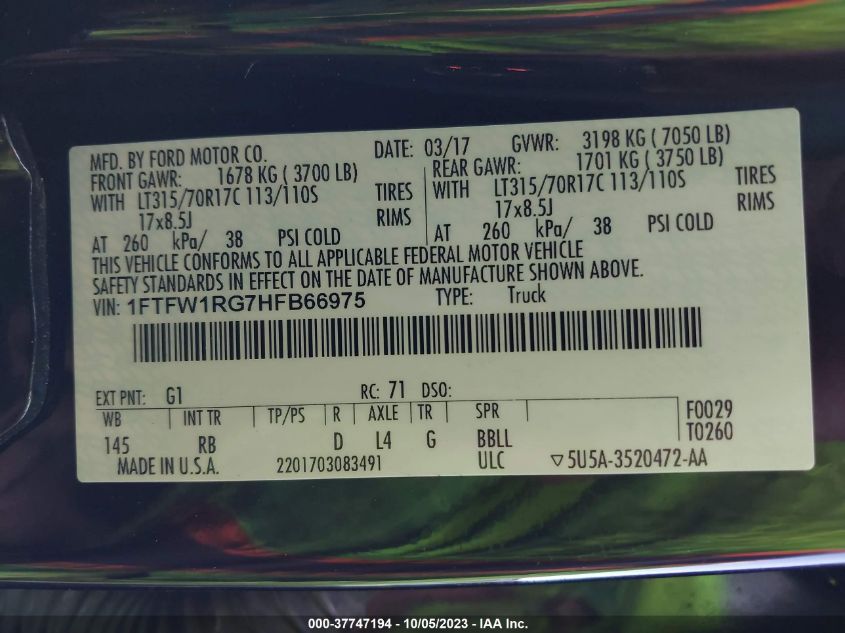 MFD. BY FORD MOTOR CO. DATE: 03/17 GVWR: 3198 KG ( 7050 LB)
FRONT GAWR: 1678 KG ( 3700 LB) REAR GAWR: 1701 KG ( 3750 LB)
WITH LT315/70R17C 113/110S TIRES WITH LT315/70R17C 113/110S TIRES
17x8.5J RIMS 17x8.5J RIMS
AT 260 kPa/ 38 PSI COLD AT 260 kPa/ 38 PSI COLD
THIS VEHICLE CONFORMS TO ALL APPLICABLE FEDERAL MOTOR VEHICLE
SAFETY STANDARDS IN EFFECT ON THE DATE OF MANUFACTURE SHOWN ABOVE.
VIN: 1FTFW1RG7HFB66975 TYPE: Truck
EXT PNT: G1 RC: 71 DSO:
WB INT TR TP/PS R AXLE TR SPR F0029
145 RB D L4 G BBLL T0260
MADE IN U.S.A. 2201703083491 ULC ▽5U5A-3520472-AA
000-37747194 - 10/05/2023 - IAA Inc.